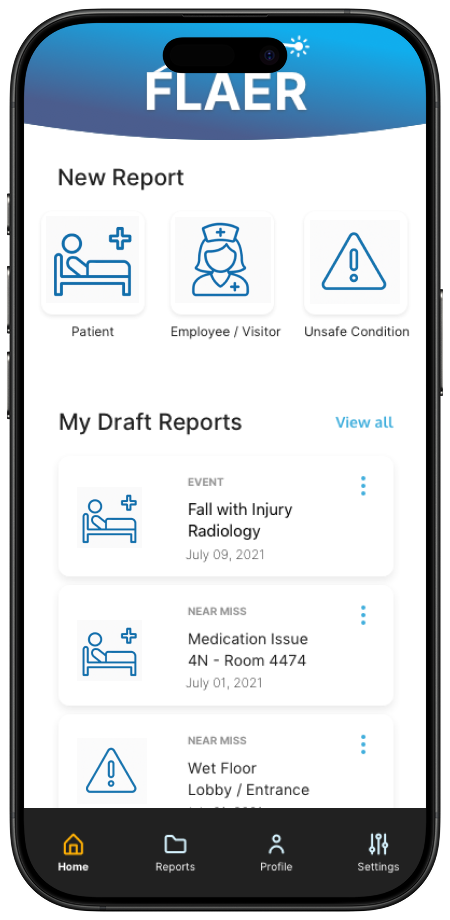 FLAER
New Report
Patient
Employee / Visitor
Unsafe Condition
My Draft Reports
View all
EVENT
Fall with Injury
Radiology
July 09, 2021
NEAR MISS
Medication Issue
4N - Room 4474
July 01, 2021
NEAR MISS
Wet Floor
Lobby / Entrance
Home
Reports
Profile
Settings